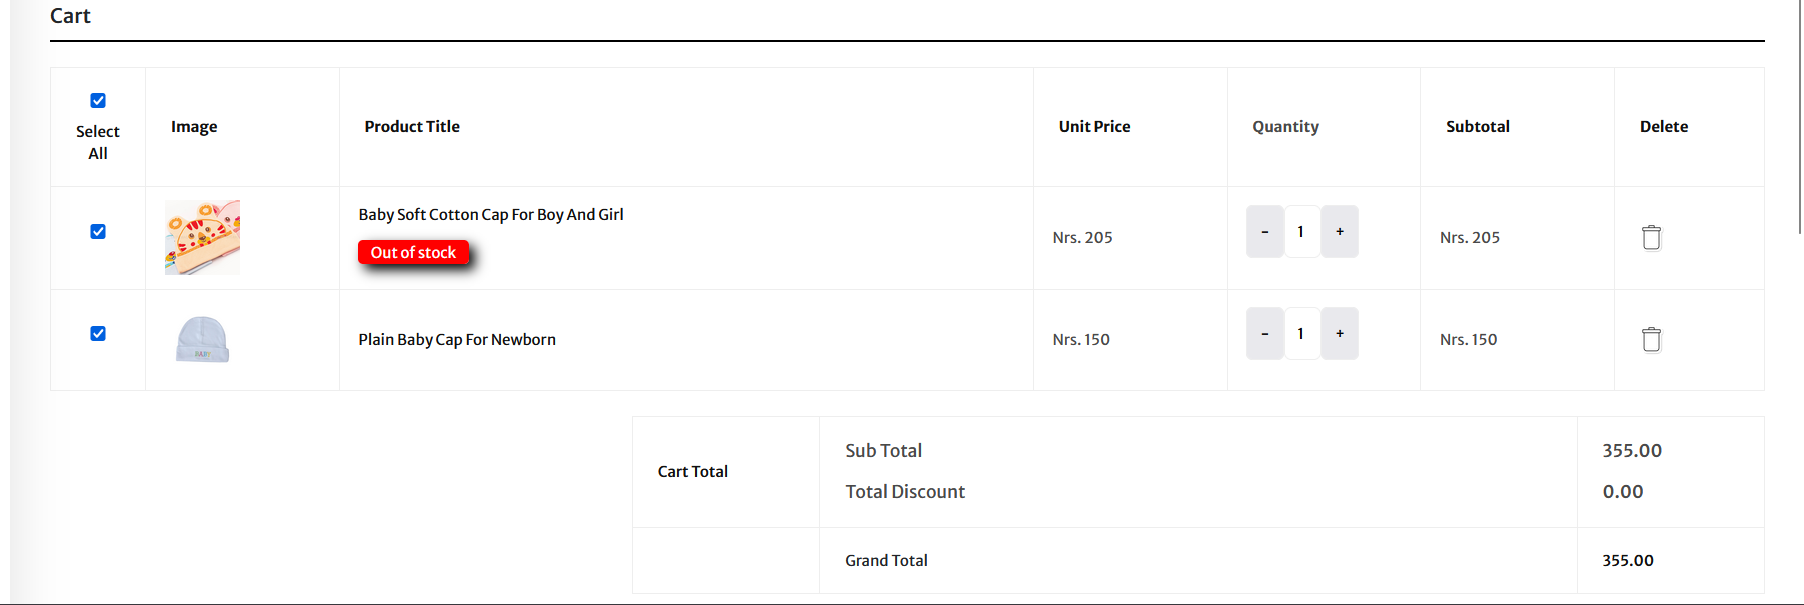 Cart
Select
All
Image
Product Title
Unit Price
Quantity
Subtotal
Delete
Baby Soft Cotton Cap For Boy And Girl
Out of stock
Nrs. 205
- 1 +
Nrs. 205
BABY
Plain Baby Cap For Newborn
Nrs. 150
- 1 +
Nrs. 150
Cart Total
Sub Total 355.00
Total Discount 0.00
Grand Total 355.00